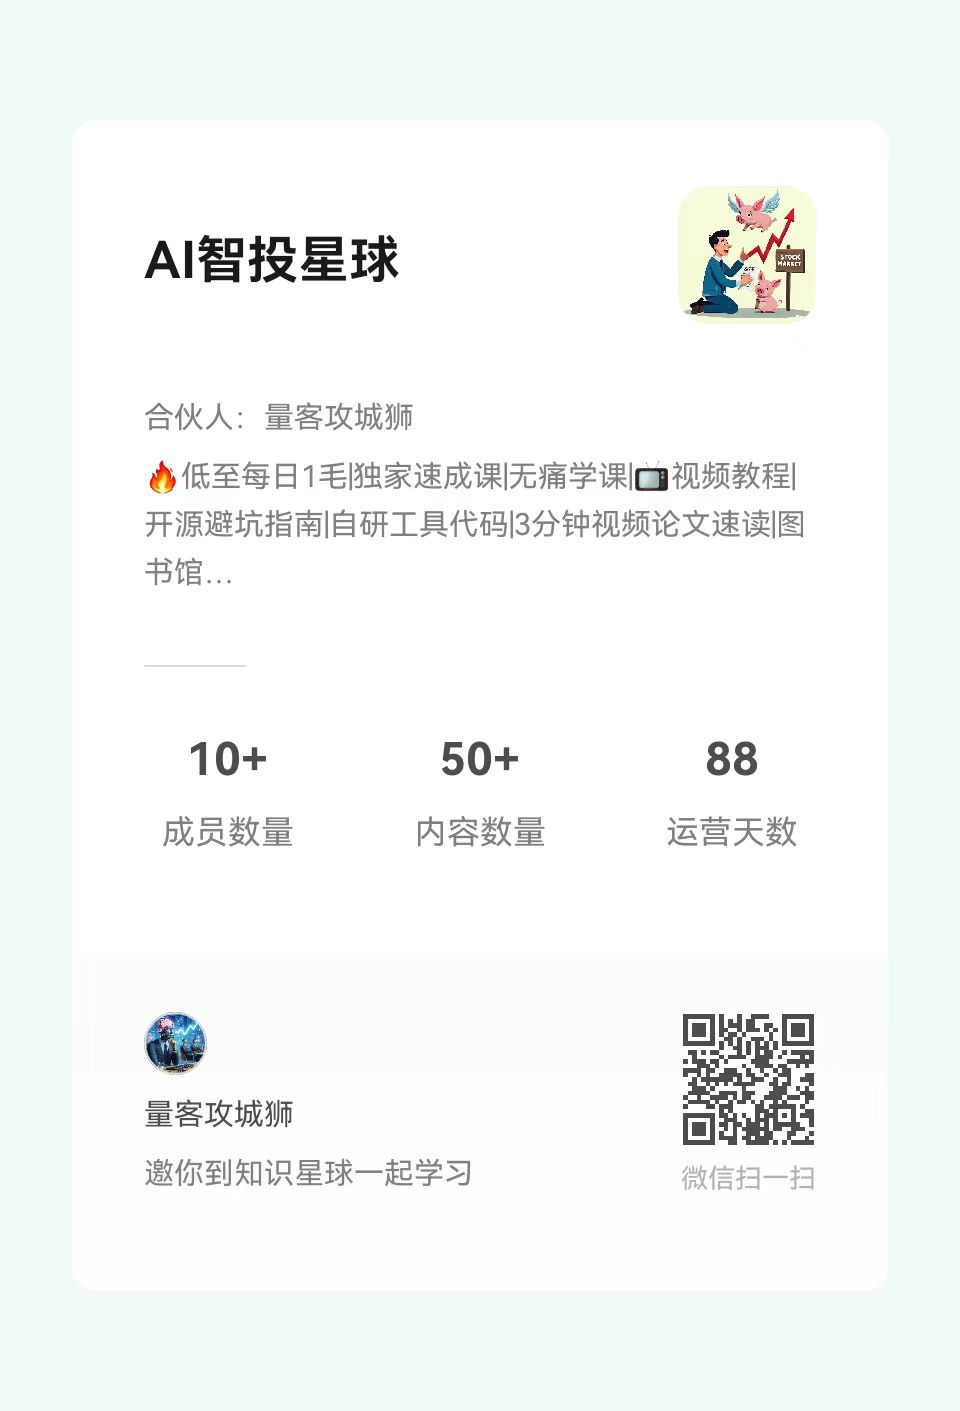 AI智投星球
STOCK
MARKET
合伙人：量客攻城狮
🔥低至每日1毛|独家速成课|无痛学课|📺视频教程|
开源避坑指南|自研工具代码|3分钟视频论文速读|图
书馆...
10+
50+
88
成员数量
内容数量
运营天数
量客攻城狮
邀你到知识星球一起学习
微信扫一扫